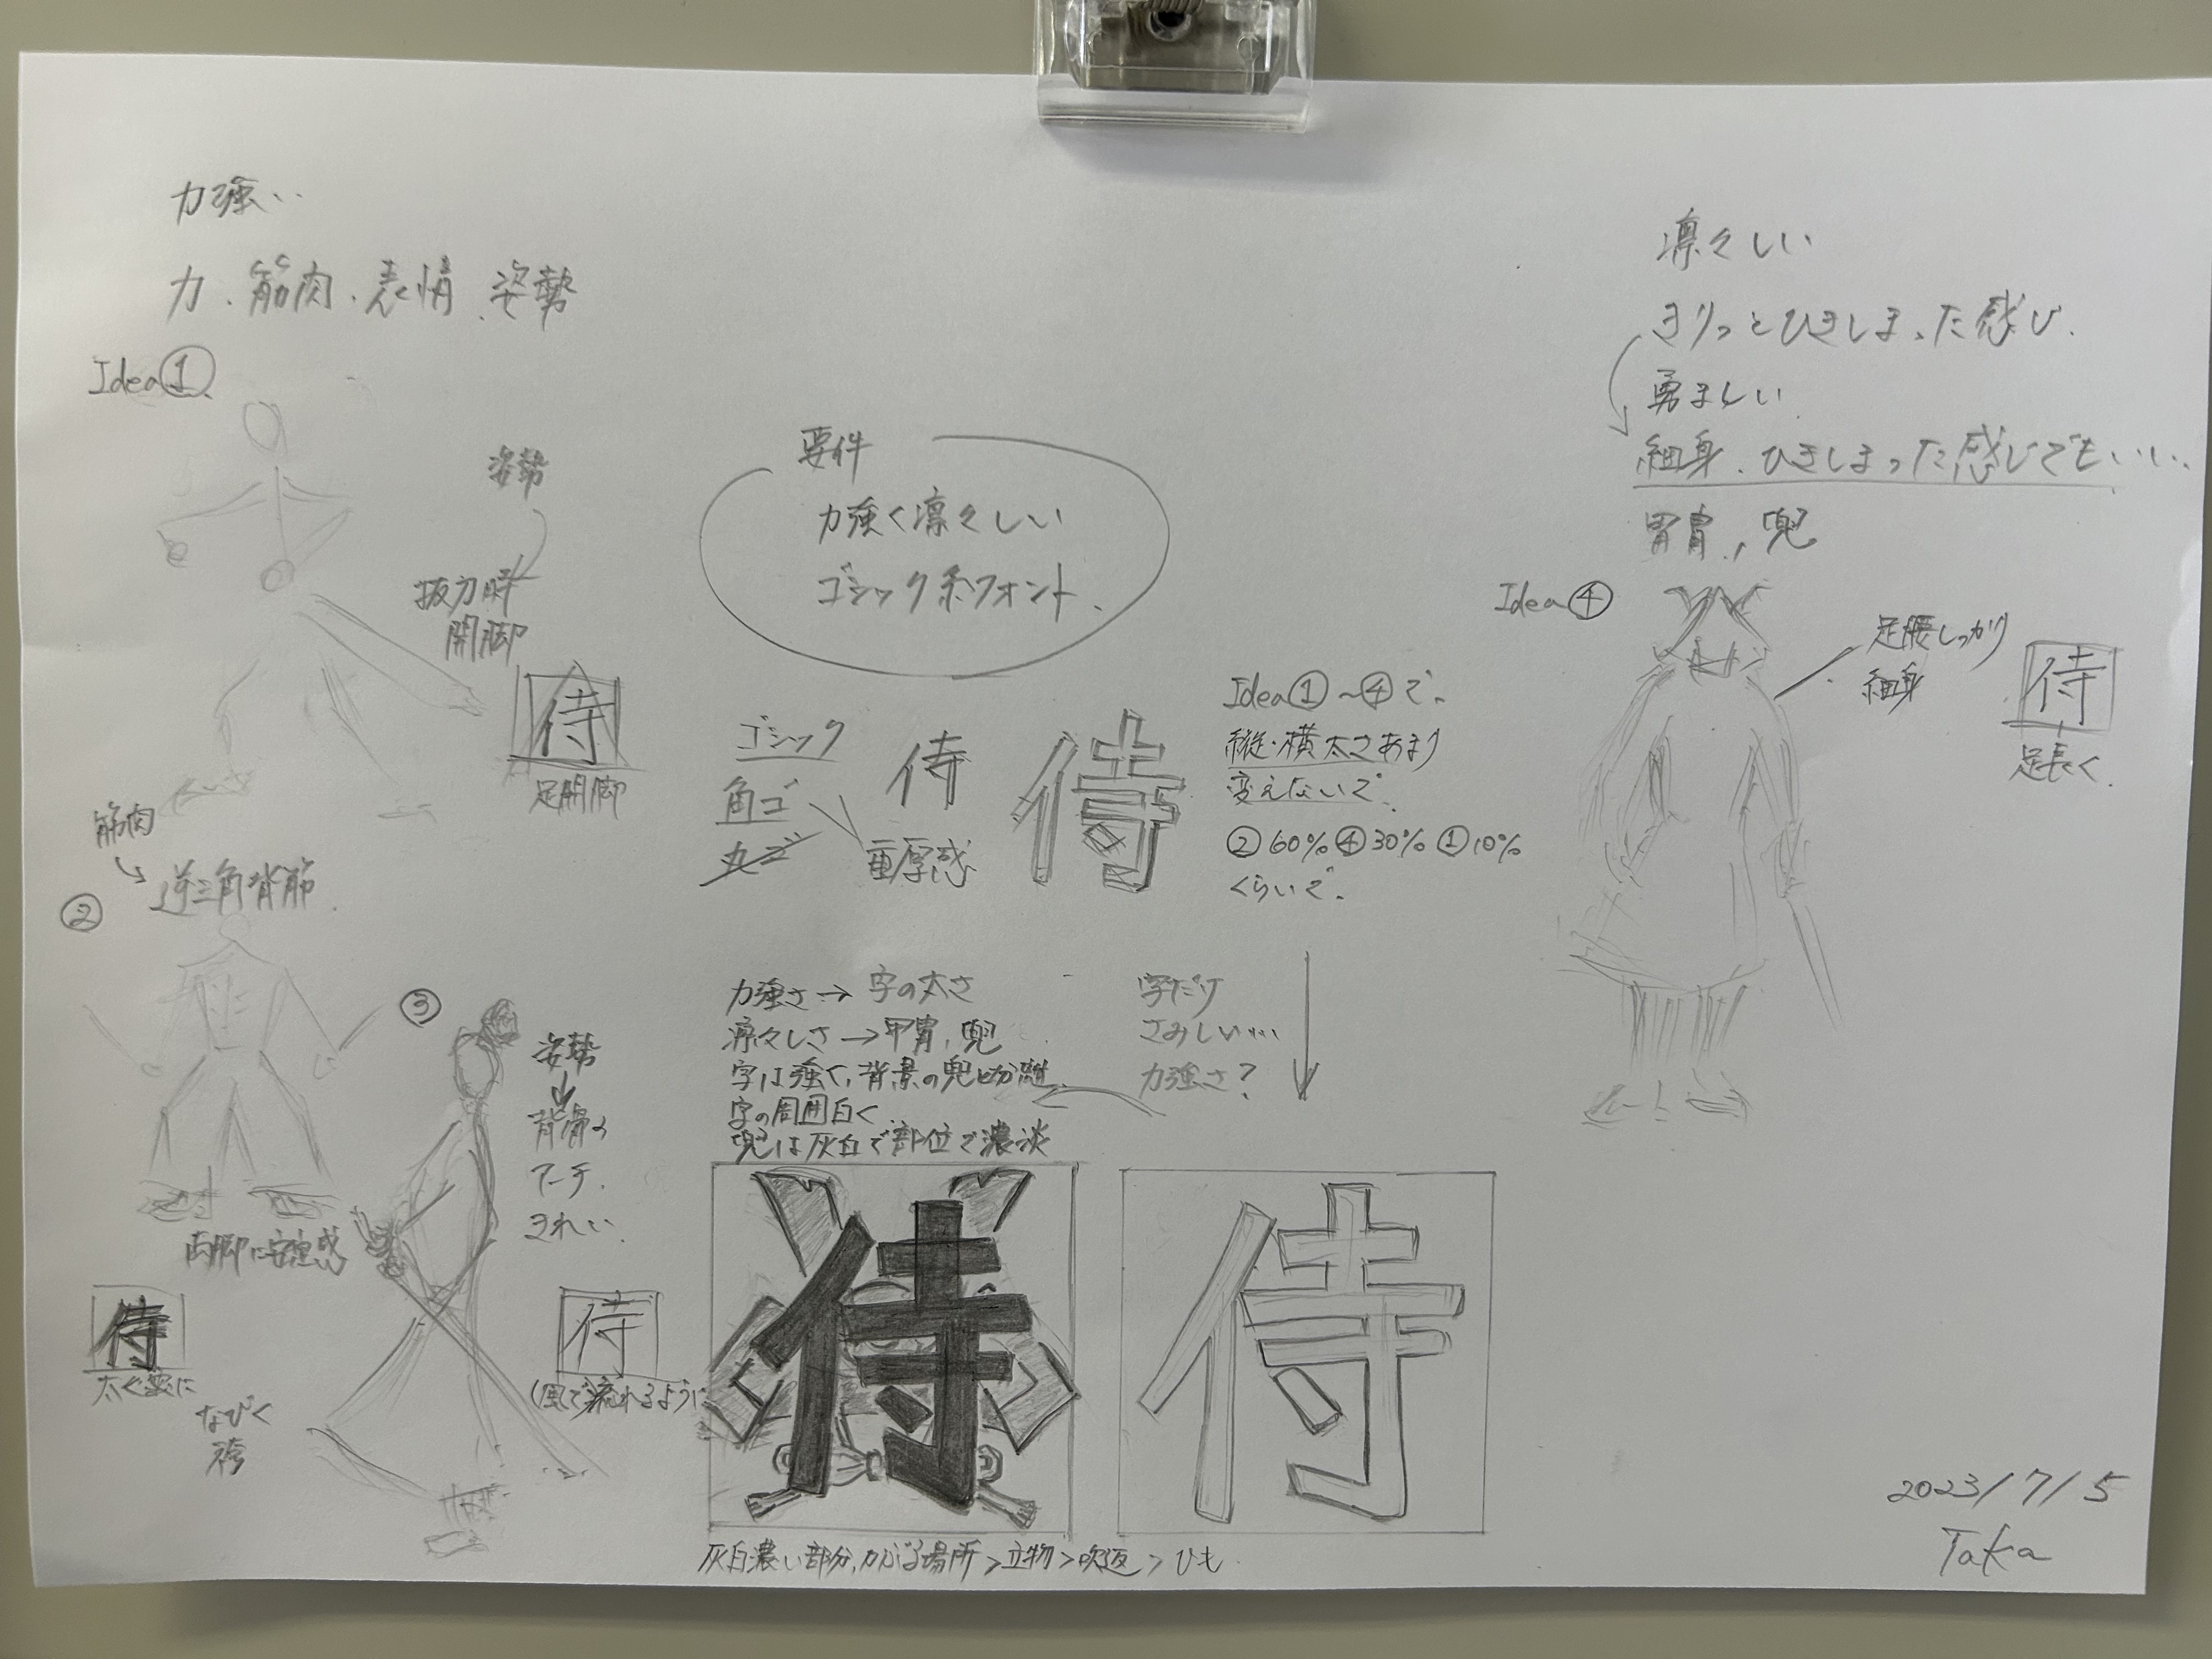 力強い
力、筋肉、表情、姿勢
Idea①
姿勢
抜刀時
開脚
侍
足開脚
筋肉
逆三角背筋
②
両脚に安定感
侍
太く
③
姿勢
背骨の
アーチ
きれい
侍
(風で流れるように
なびく
袴
要件
力強く凛々しい
ゴシック系フォント
ゴシック
角ゴ
丸ゴ
重厚感
侍
侍
Idea①~④で、
縦・横太さあまり
変えないで、
②60% ④30% ①10%
くらいで、
字だけ
さみしい…
力強さ?
力強さ→字の太さ
凛々しさ→甲冑,兜
字は強く、背景の兜と分離
字の周囲白く
兜は灰白で部位で濃淡
侍
侍
灰白濃い部分、かぶる場所>立物>吹返>ひも
凛々しい
キリっとひきしまった感じ
勇ましい
細身、ひきしまった感じでもいい
甲冑、兜
Idea④
足腰しっかり
細身
侍
足長く
2023/7/5
Taka